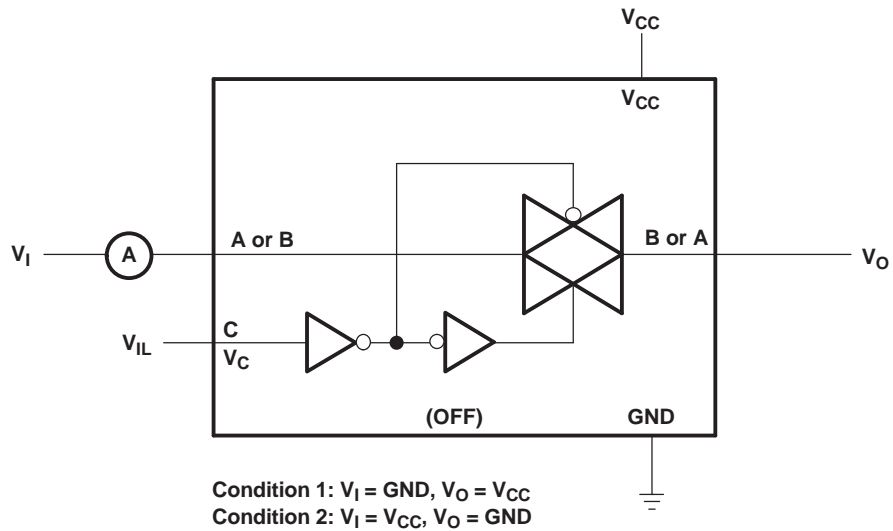 VCC
VCC
A or B
B or A
VI
A
VO
C
VIL
VC
(OFF)
GND
Condition 1: VI = GND, VO = VCC
Condition 2: VI = VCC, VO = GND